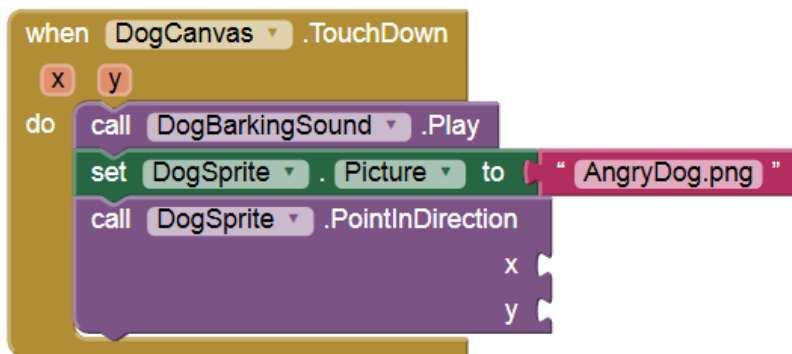 when DogCanvas .TouchDown
x y
do call DogBarkingSound .Play
set DogSprite . Picture to “ AngryDog.png ”
call DogSprite .PointInDirection
x
y